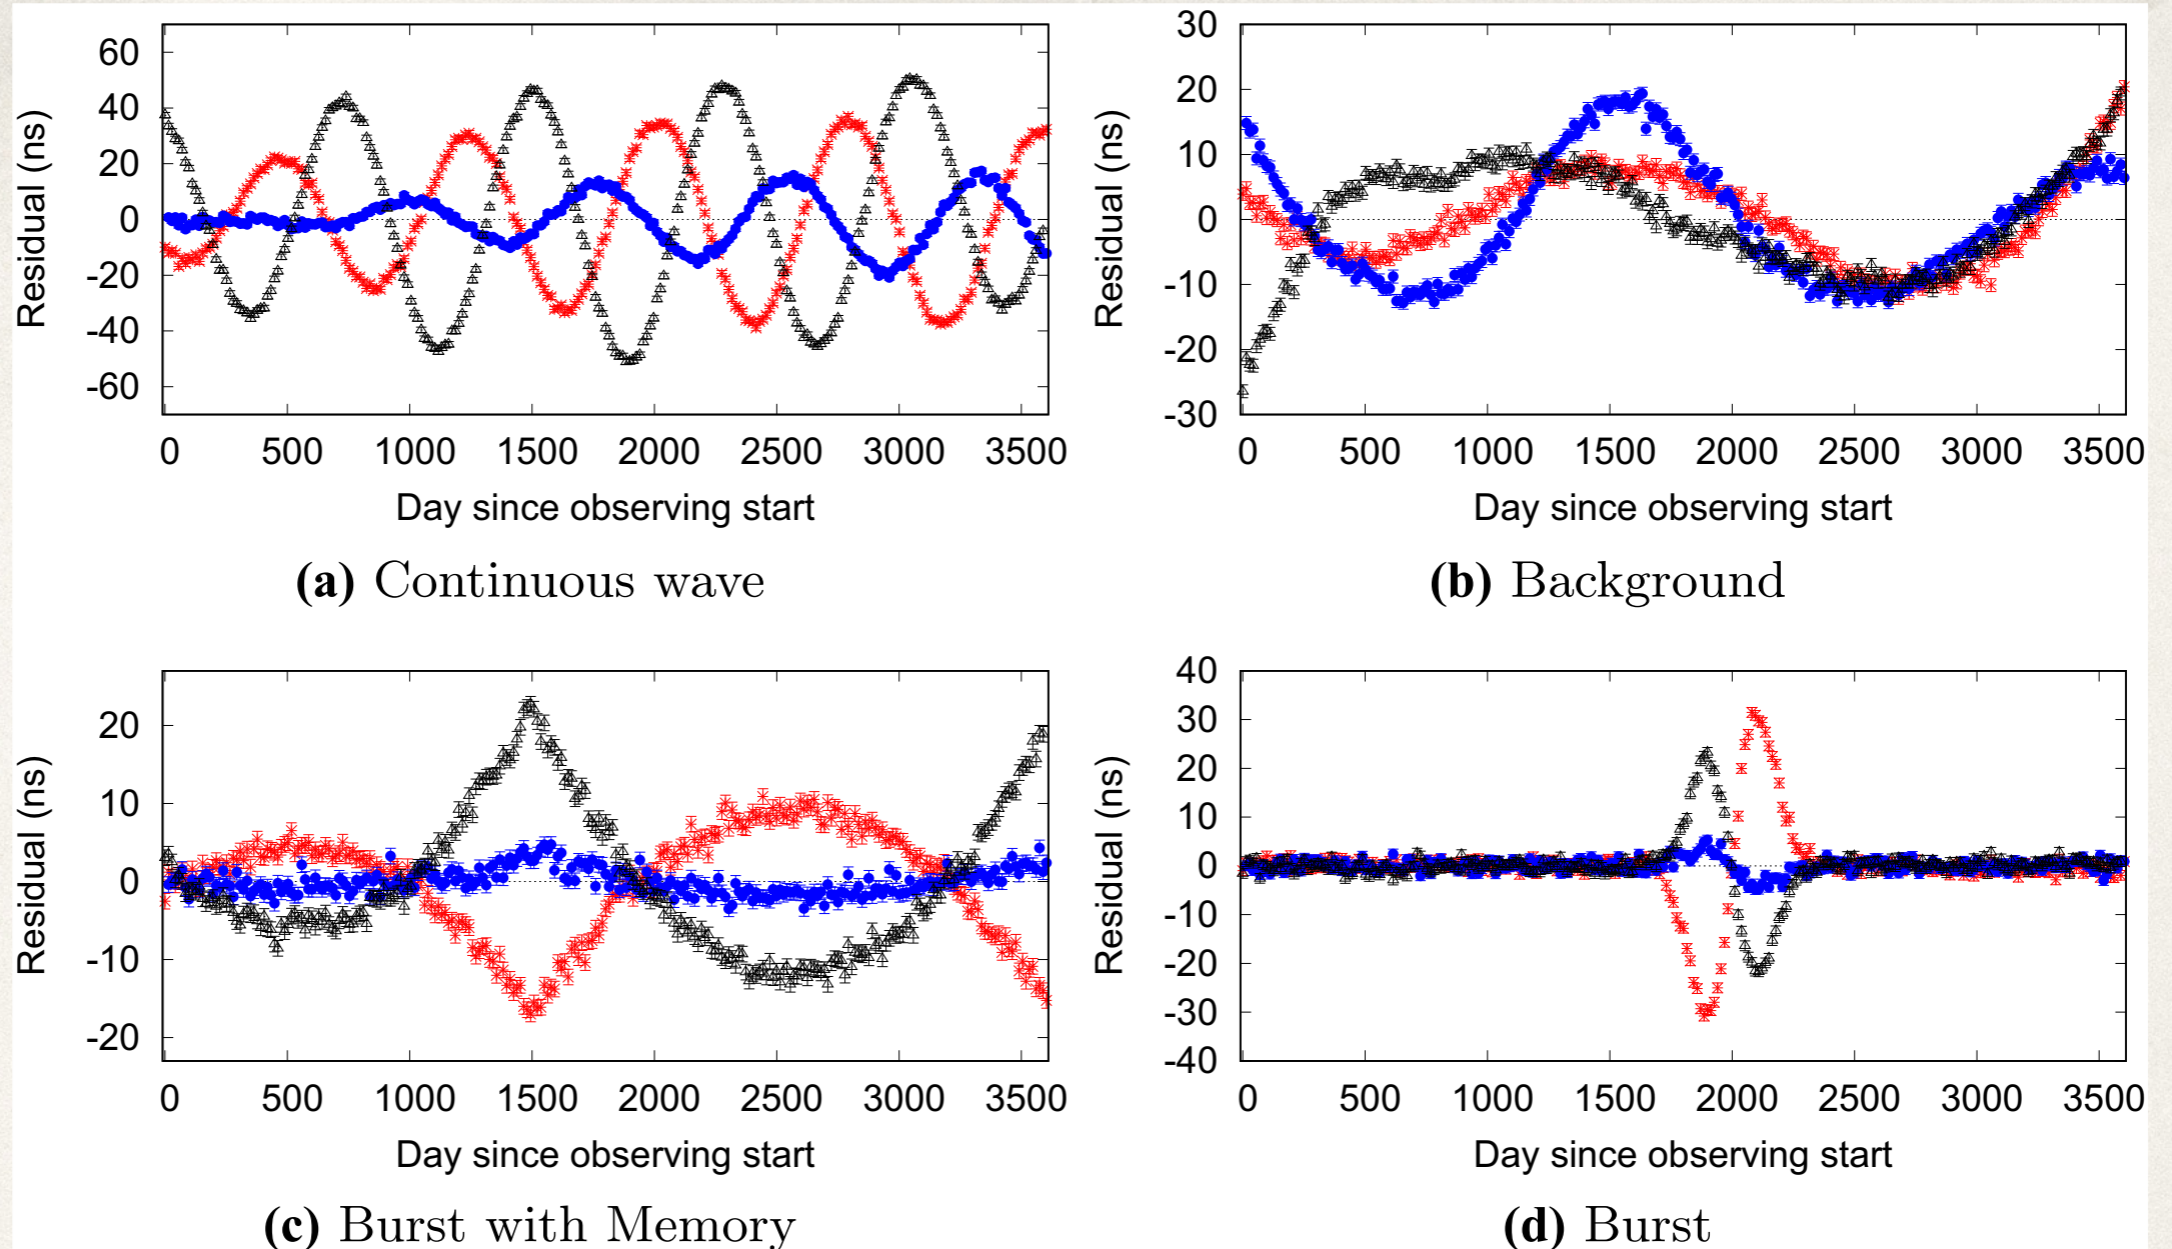 60
40
20
0
-20
-40
-60
Residual (ns)
0 500 1000 1500 2000 2500 3000 3500
Day since observing start
(a) Continuous wave
30
20
10
0
-10
-20
-30
Residual (ns)
0 500 1000 1500 2000 2500 3000 3500
Day since observing start
(b) Background
20
10
0
-10
-20
Residual (ns)
0 500 1000 1500 2000 2500 3000 3500
Day since observing start
(c) Burst with Memory
40
30
20
10
0
-10
-20
-30
-40
Residual (ns)
0 500 1000 1500 2000 2500 3000 3500
Day since observing start
(d) Burst